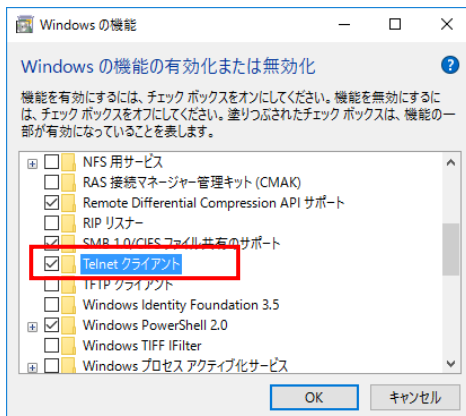 Windows の機能
Windows の機能の有効化または無効化
機能を有効にするには、チェック ボックスをオンにしてください。機能を無効にするに
は、チェック ボックスをオフにしてください。塗りつぶされたチェック ボックスは、機能の一
部が有効になっていることを表します。
NFS 用サービス
RAS 接続マネージャー管理キット (CMAK)
Remote Differential Compression API サポート
RIP リスナー
SMB 1.0/CIFS ファイル共有のサポート
Telnet クライアント
TFTP クライアント
Windows Identity Foundation 3.5
Windows PowerShell 2.0
Windows TIFF IFilter
Windows プロセス アクティブ化サービス
OK
キャンセル